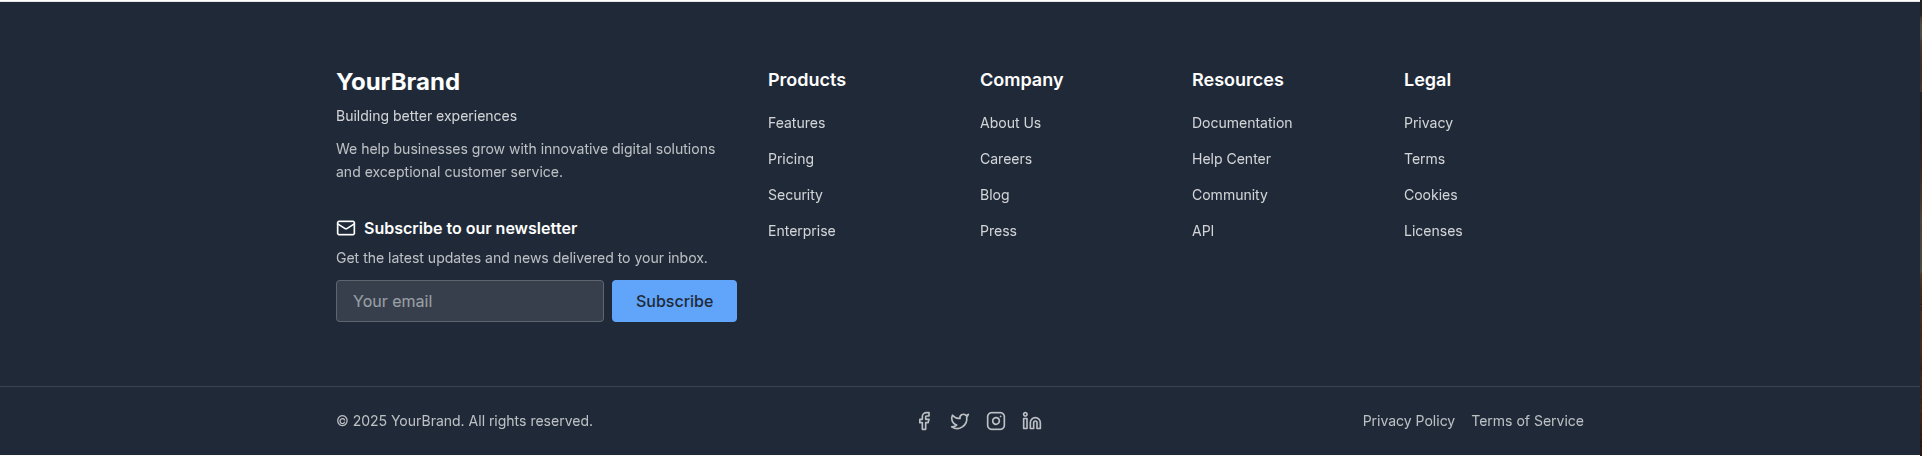 YourBrand
Building better experiences
We help businesses grow with innovative digital solutions
and exceptional customer service.
Subscribe to our newsletter
Get the latest updates and news delivered to your inbox.
Your email
Subscribe
Products
Features
Pricing
Security
Enterprise
Company
About Us
Careers
Blog
Press
Resources
Documentation
Help Center
Community
API
Legal
Privacy
Terms
Cookies
Licenses
© 2025 YourBrand. All rights reserved.
Privacy Policy
Terms of Service